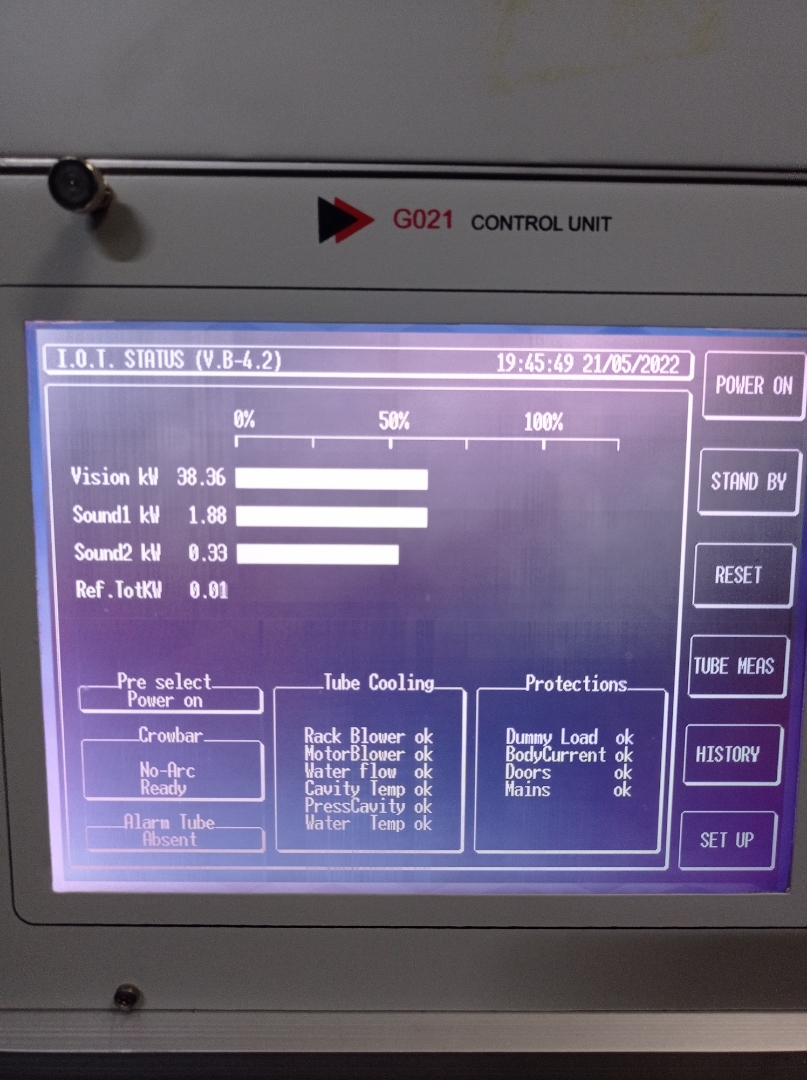 G021 CONTROL UNIT
I.O.T. STATUS (V.B-4.2) 19:45:49 21/05/2022
POWER ON
0% 50% 100%
Vision kW 38.36
STAND BY
Sound1 kW 1.88
Sound2 kW 0.33
RESET
Ref.TotKW 0.01
TUBE MEAS
Pre select
Power on
Crowbar
No-Arc
Ready
Alarm Tube
Absent
Tube Cooling
Rack Blower ok
MotorBlower ok
Water flow ok
Cavity Temp ok
PressCavity ok
Water Temp ok
Protections
Dummy Load ok
BodyCurrent ok
Doors ok
Mains ok
HISTORY
SET UP